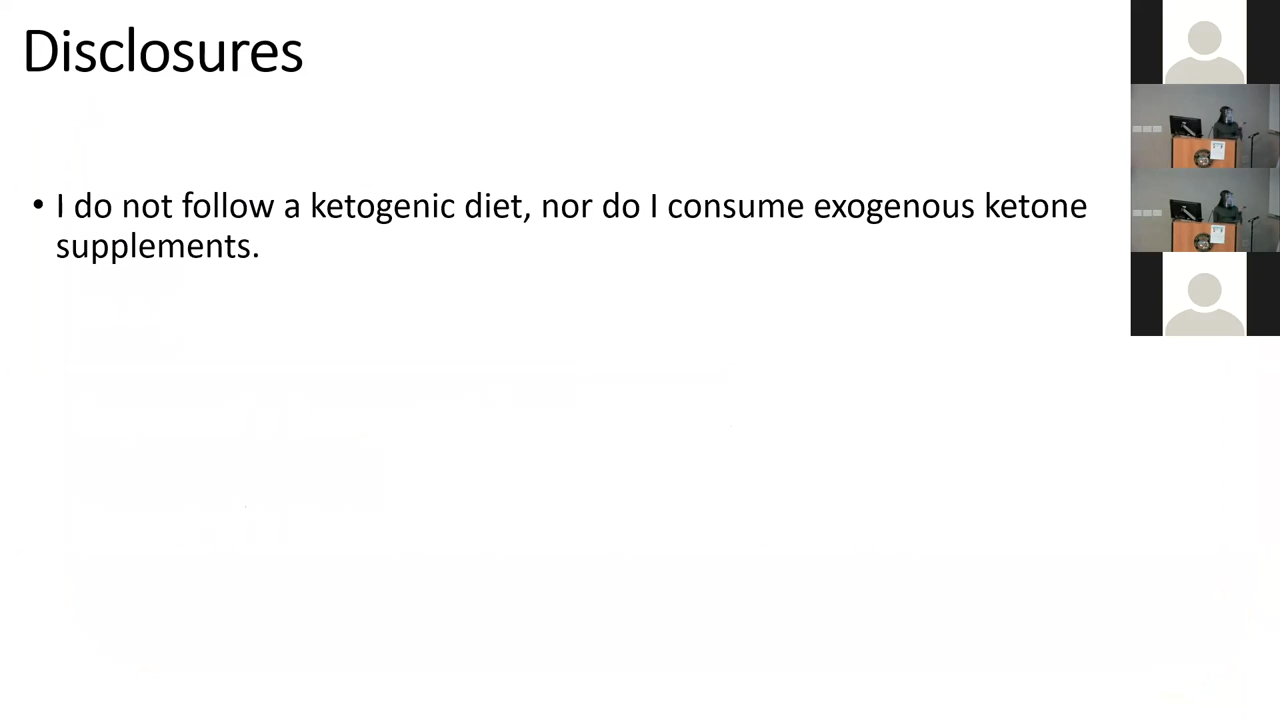 Disclosures
• I do not follow a ketogenic diet, nor do I consume exogenous ketone
supplements.